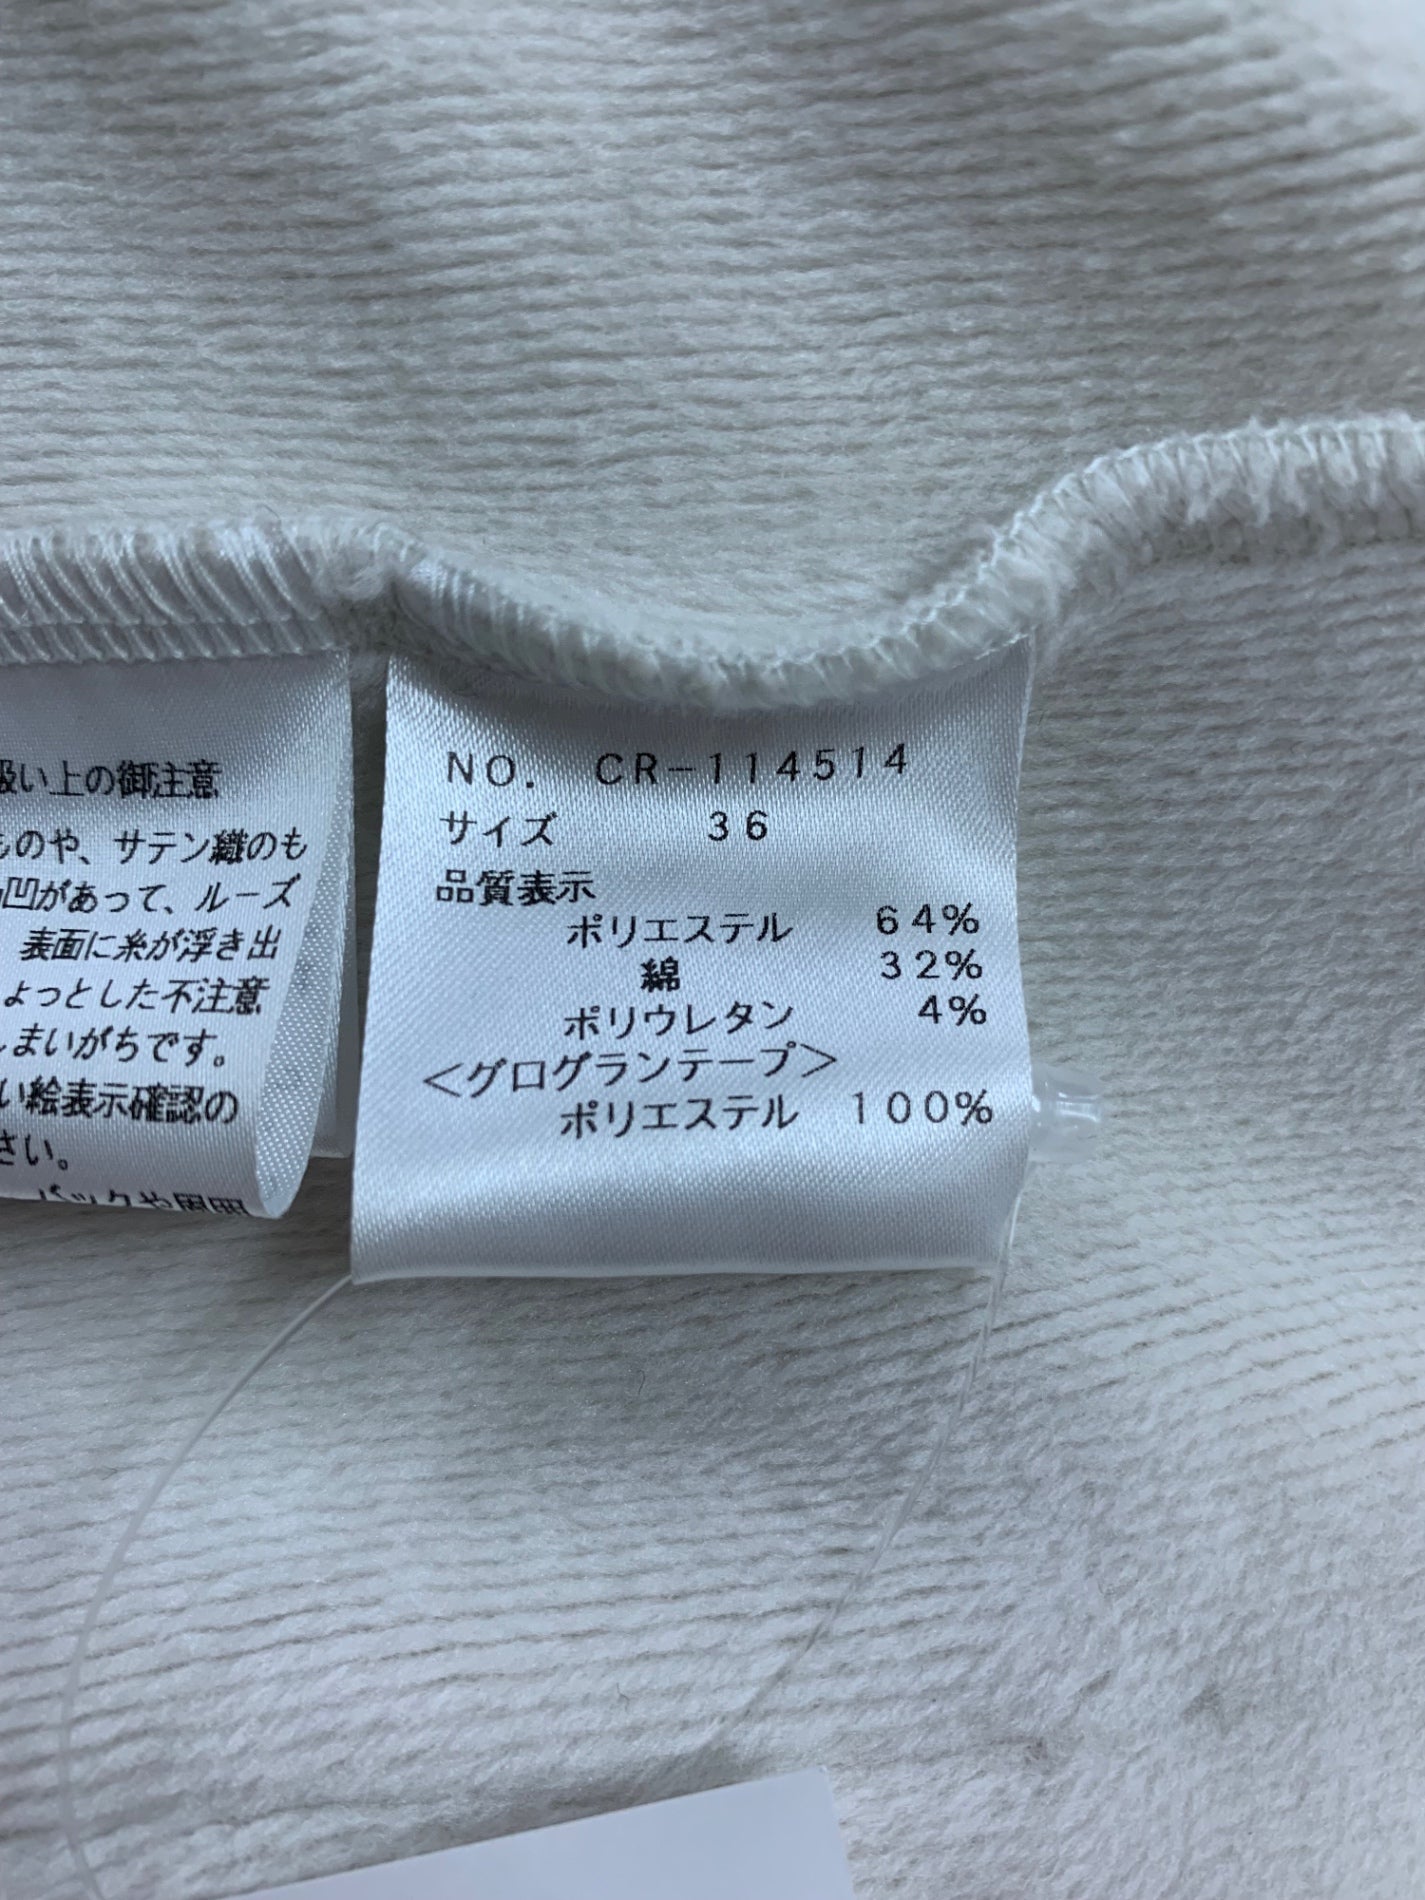 扱い上の御注意
ものや、サテン織のも
凹があって、ルーズ
表面に糸が浮き出
ょっとした不注意
しまいがちです。
い絵表示確認の
さい。
NO. CR-114514
サイズ 36
品質表示
ポリエステル 64%
綿 32%
ポリウレタン 4%
<グログランテープ>
ポリエステル 100%